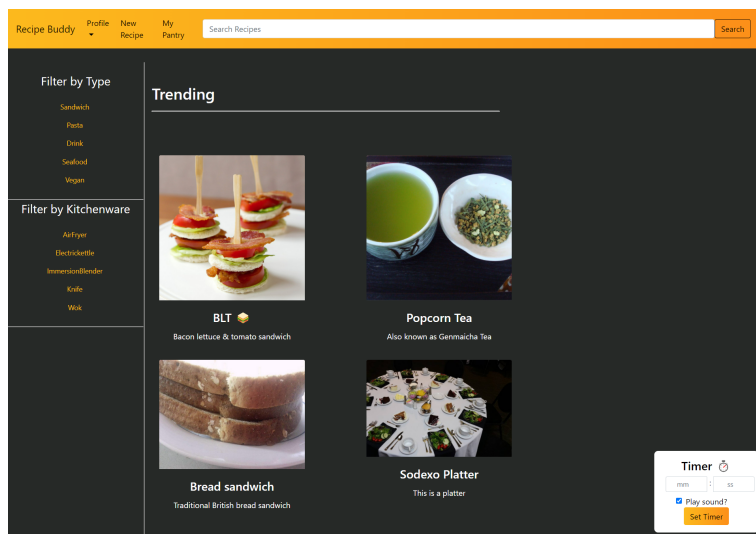 Recipe Buddy
Profile
New
Recipe
My
Pantry
Search Recipes
Search
Filter by Type
Sandwich
Pasta
Drink
Seafood
Vegan
Filter by Kitchenware
AirFryer
Electrickettle
ImmersionBlender
Knife
Wok
Trending
BLT 🥪
Bacon lettuce & tomato sandwich
Popcorn Tea
Also known as Genmaicha Tea
Bread sandwich
Traditional British bread sandwich
Sodexo Platter
This is a platter
Timer ⏱
mm : ss
Play sound?
Set Timer